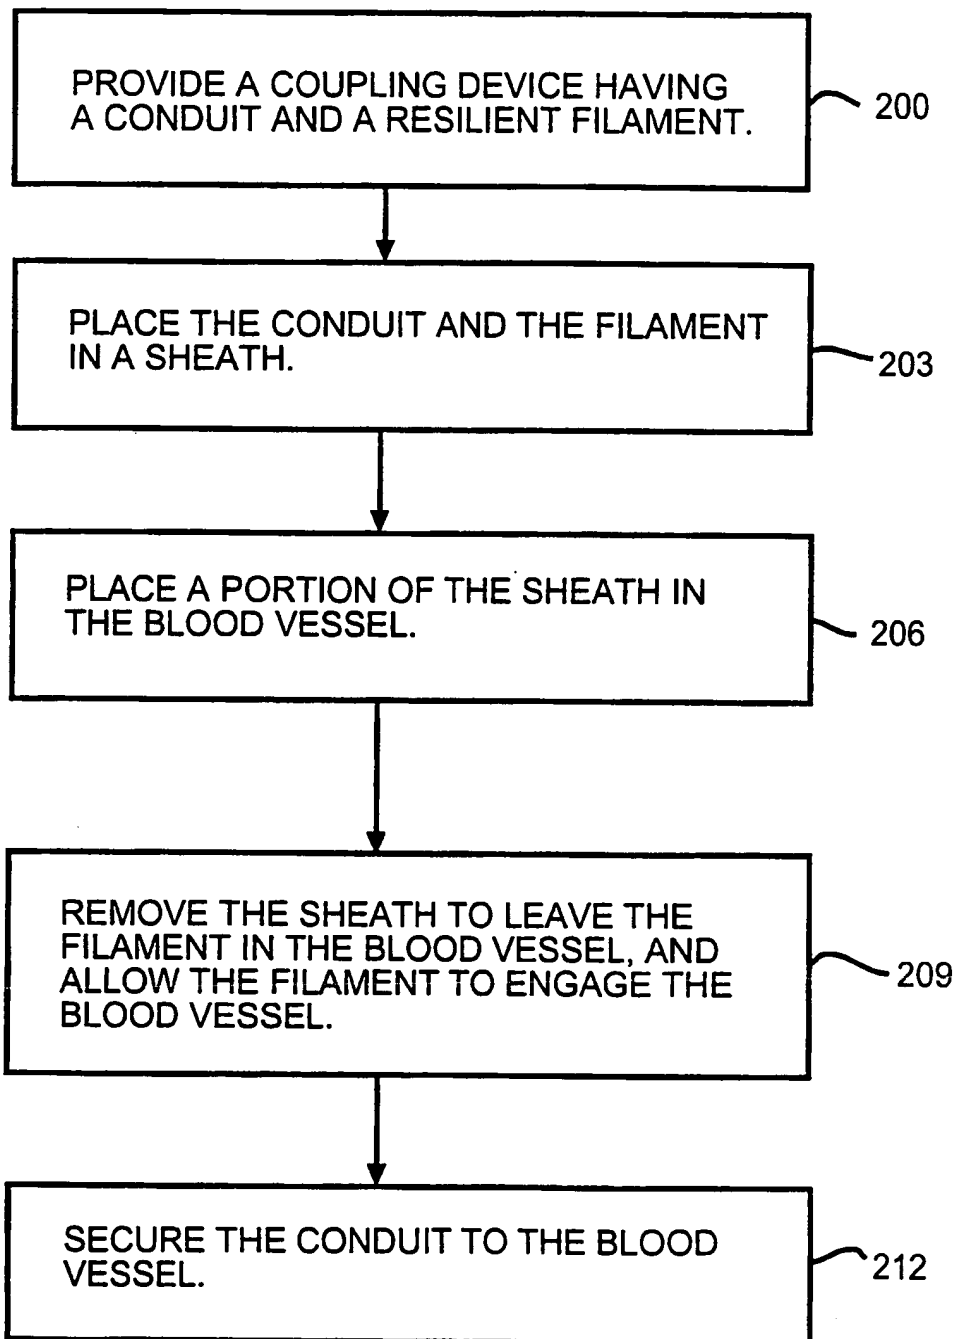 PROVIDE A COUPLING DEVICE HAVING
A CONDUIT AND A RESILIENT FILAMENT.
200
PLACE THE CONDUIT AND THE FILAMENT
IN A SHEATH.
203
PLACE A PORTION OF THE SHEATH IN
THE BLOOD VESSEL.
206
REMOVE THE SHEATH TO LEAVE THE
FILAMENT IN THE BLOOD VESSEL, AND
ALLOW THE FILAMENT TO ENGAGE THE
BLOOD VESSEL.
209
SECURE THE CONDUIT TO THE BLOOD
VESSEL.
212